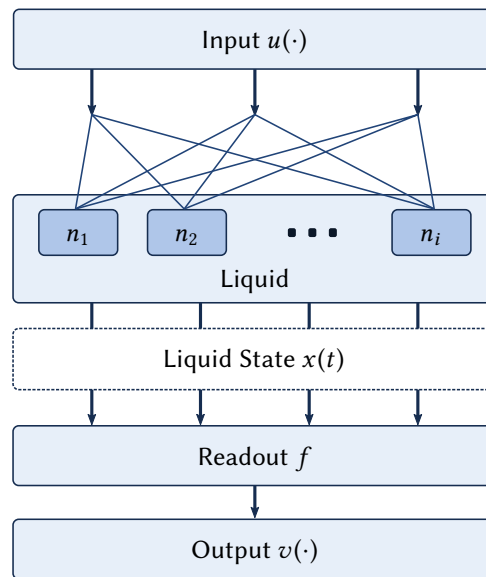 Input u(·)
n₁ n₂ ▪ ▪ ▪ nᵢ
Liquid
Liquid State x(t)
Readout f
Output v(·)